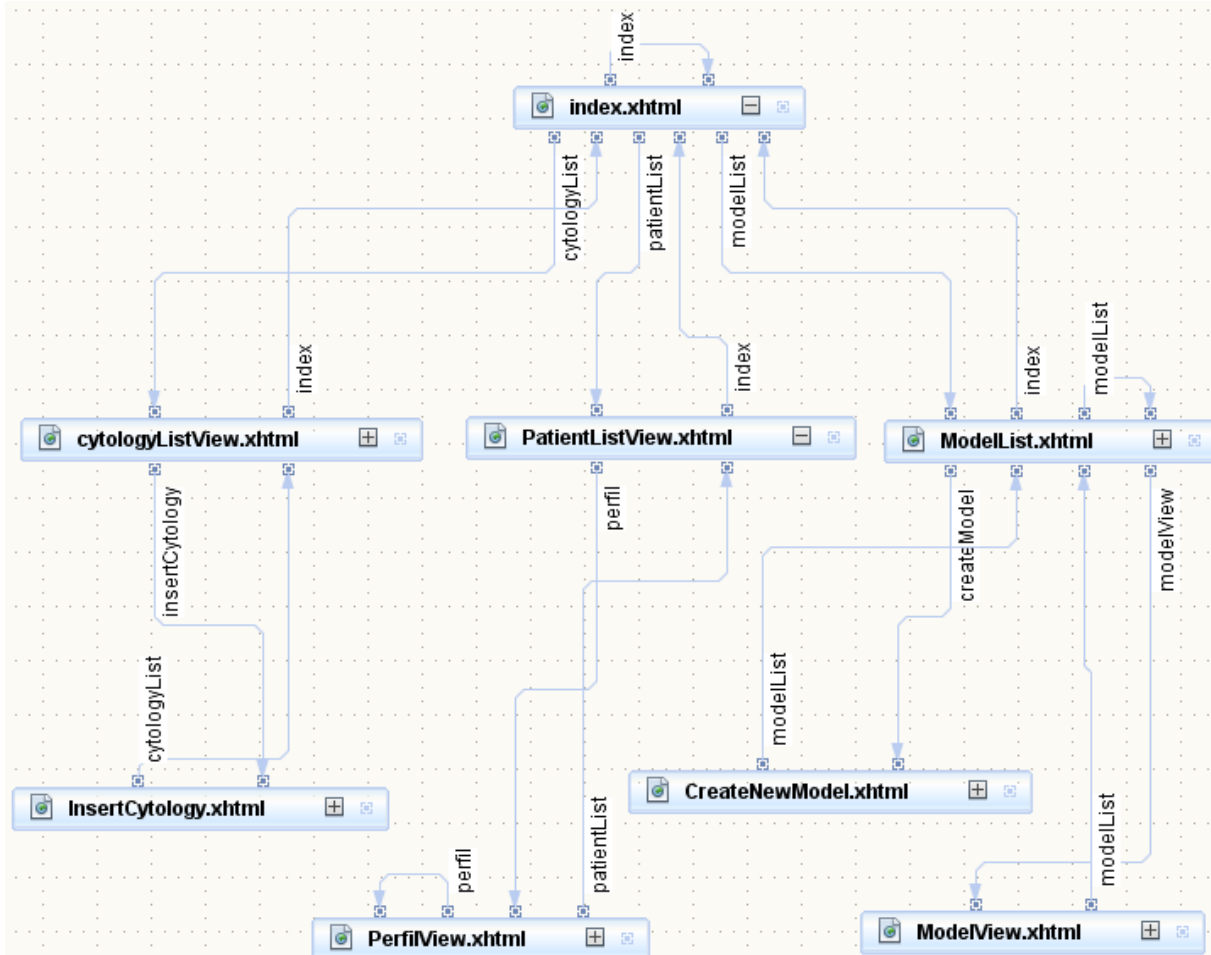 index
index.xhtml
cytologyList
patientList
modelList
index
index
index
modelList
cytologyListView.xhtml
PatientListView.xhtml
ModelList.xhtml
insertCytology
perfil
createModel
modelView
cytologyList
modelList
InsertCytology.xhtml
CreateNewModel.xhtml
perfil
patientList
modelList
PerfilView.xhtml
ModelView.xhtml